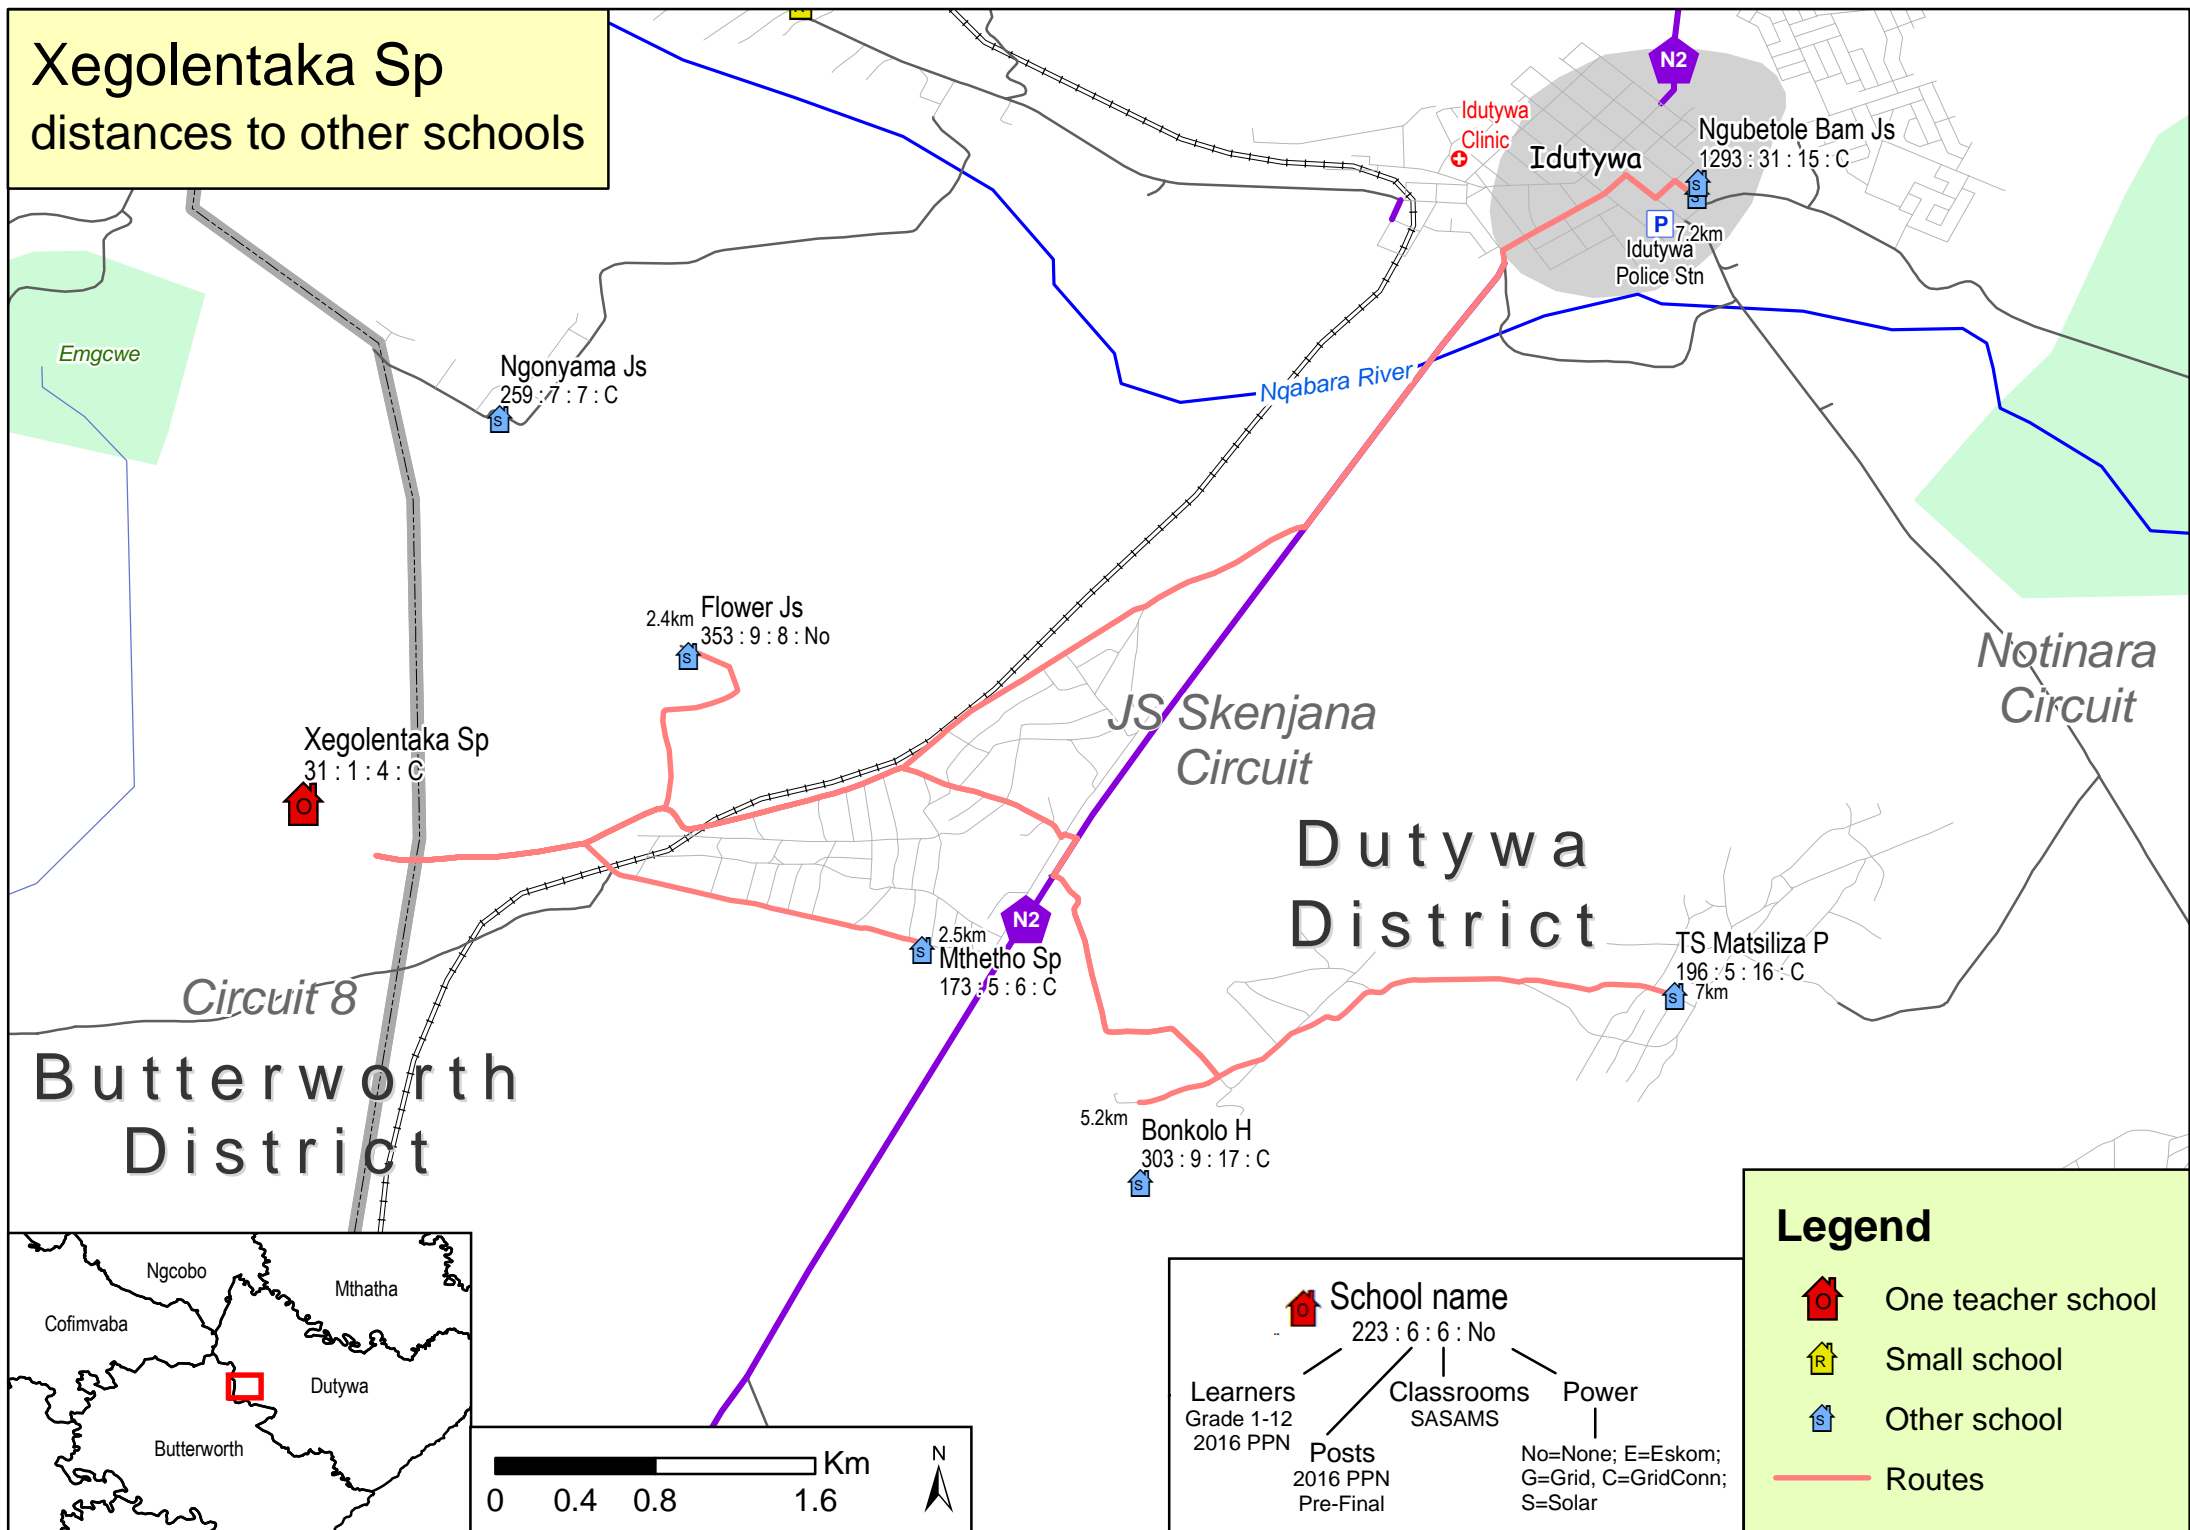 Xegolentaka Sp
distances to other schools
R
N2
Idutywa
Clinic
Idutywa
Ngubetole Bam Js
1293 : 31 : 15 : C
S
S
P
7.2km
Idutywa
Police Stn
Emgcwe
Ngonyama Js
259 : 7 : 7 : C
S
Nqabara River
2.4km
Flower Js
353 : 9 : 8 : No
S
Notinara
Circuit
JS Skenjana
Circuit
Xegolentaka Sp
31 : 1 : 4 : C
O
Dutywa
District
N2
2.5km
S
Mthetho Sp
173 : 5 : 6 : C
TS Matsiliza P
196 : 5 : 16 : C
S
7km
Circuit 8
Butterworth
District
5.2km
Bonkolo H
303 : 9 : 17 : C
S
Ngcobo
Mthatha
Cofimvaba
Dutywa
Butterworth
Km
0 0.4 0.8 1.6
N
O
School name
223 : 6 : 6 : No
Learners
Grade 1-12
2016 PPN
Posts
2016 PPN
Pre-Final
Classrooms
SASAMS
Power
No=None; E=Eskom;
G=Grid, C=GridConn;
S=Solar
Legend
O One teacher school
R Small school
S Other school
Routes